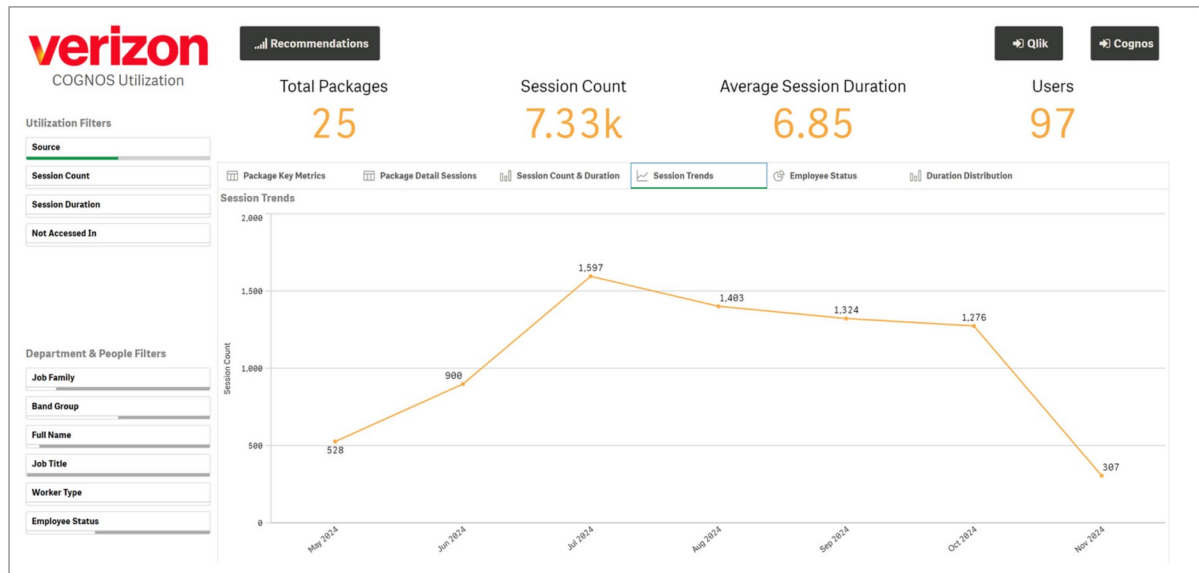 verizon
COGNOS Utilization
Recommendations
Qlik
Cognos
Total Packages
25
Session Count
7.33k
Average Session Duration
6.85
Users
97
Utilization Filters
Source
Session Count
Session Duration
Not Accessed In
Department & People Filters
Job Family
Band Group
Full Name
Job Title
Worker Type
Employee Status
Package Key Metrics
Package Detail Sessions
Session Count & Duration
Session Trends
Employee Status
Duration Distribution
Session Trends
Session Count
2,000
1,500
1,000
500
0
528
900
1,597
1,403
1,324
1,276
307
May 2024
Jun 2024
Jul 2024
Aug 2024
Sep 2024
Oct 2024
Nov 2024